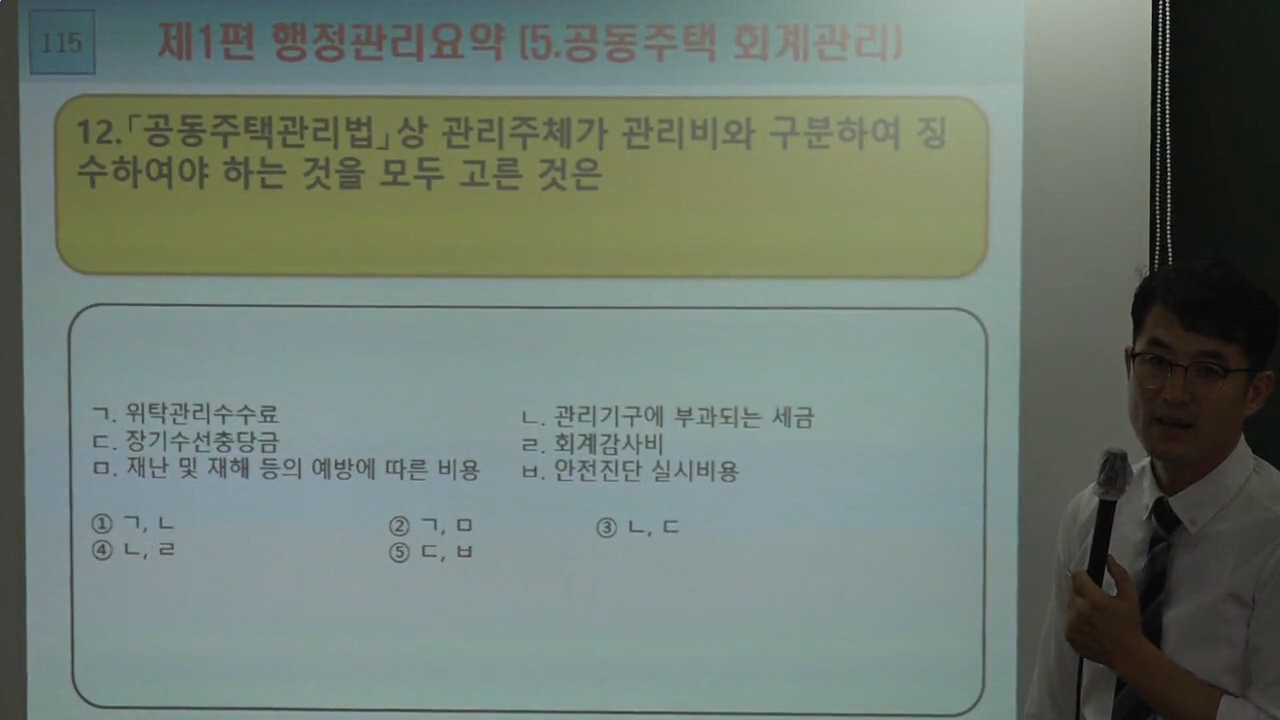 115
제1편 행정관리요약 (5.공동주택 회계관리)
12.「공동주택관리법」상 관리주체가 관리비와 구분하여 징
수하여야 하는 것을 모두 고른 것은
ㄱ. 위탁관리수수료 ㄴ. 관리기구에 부과되는 세금
ㄷ. 장기수선충당금 ㄹ. 회계감사비
ㅁ. 재난 및 재해 등의 예방에 따른 비용 ㅂ. 안전진단 실시비용
① ㄱ, ㄴ ② ㄱ, ㅁ ③ ㄴ, ㄷ
④ ㄴ, ㄹ ⑤ ㄷ, ㅂ